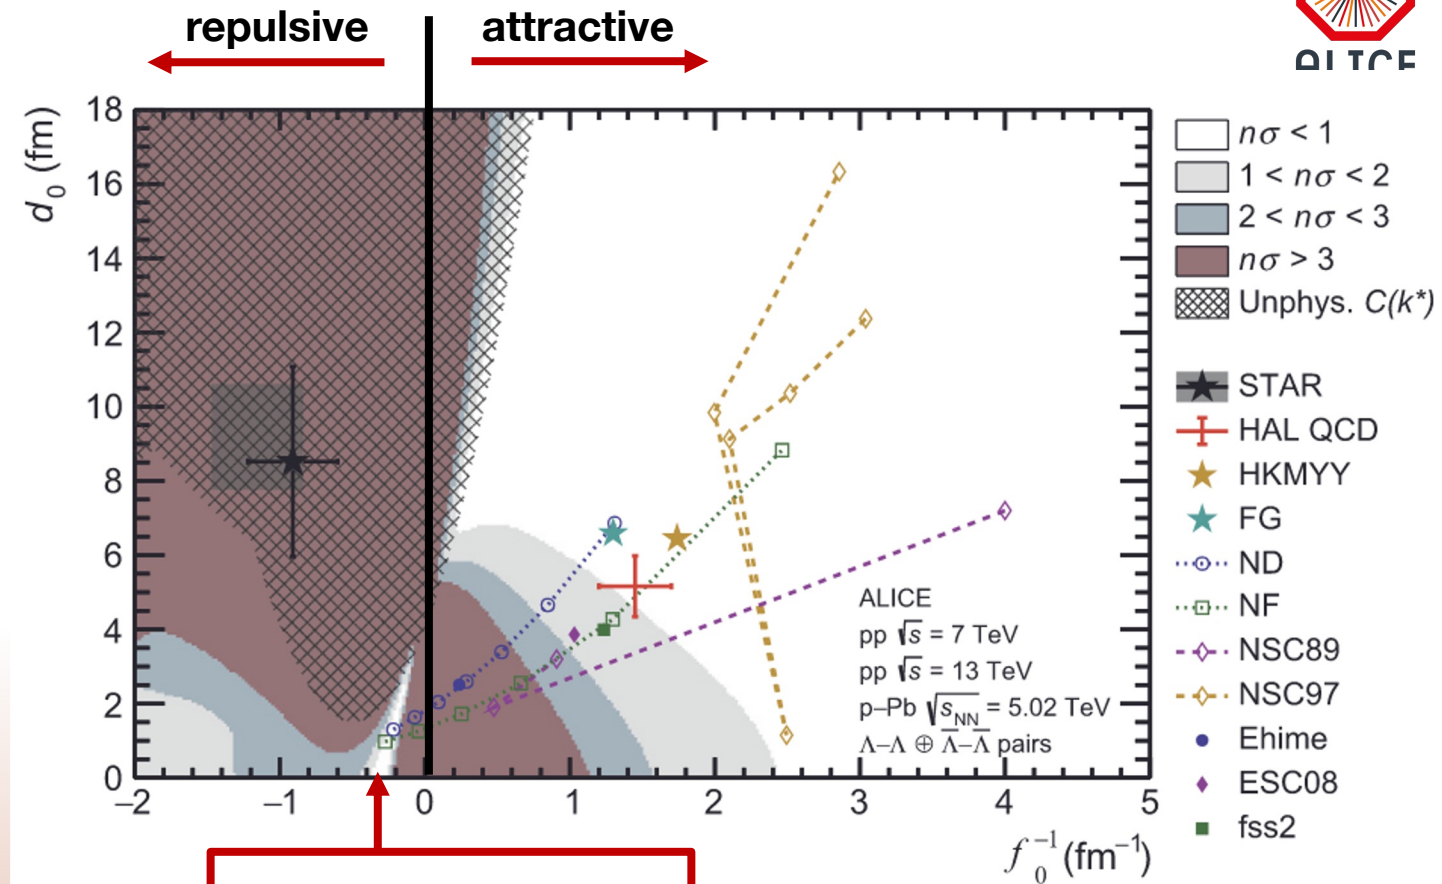 repulsive
attractive
ALICE
d0 (fm)
18
16
14
12
10
8
6
4
2
0
−2
−1
0
1
2
3
4
5
f0−1 (fm−1)
ALICE
pp √s = 7 TeV
pp √s = 13 TeV
p–Pb √sNN = 5.02 TeV
Λ–Λ ⊕ Λ̅–Λ̅ pairs
nσ < 1
1 < nσ < 2
2 < nσ < 3
nσ > 3
Unphys. C(k*)
STAR
HAL QCD
HKMYY
FG
ND
NF
NSC89
NSC97
Ehime
ESC08
fss2